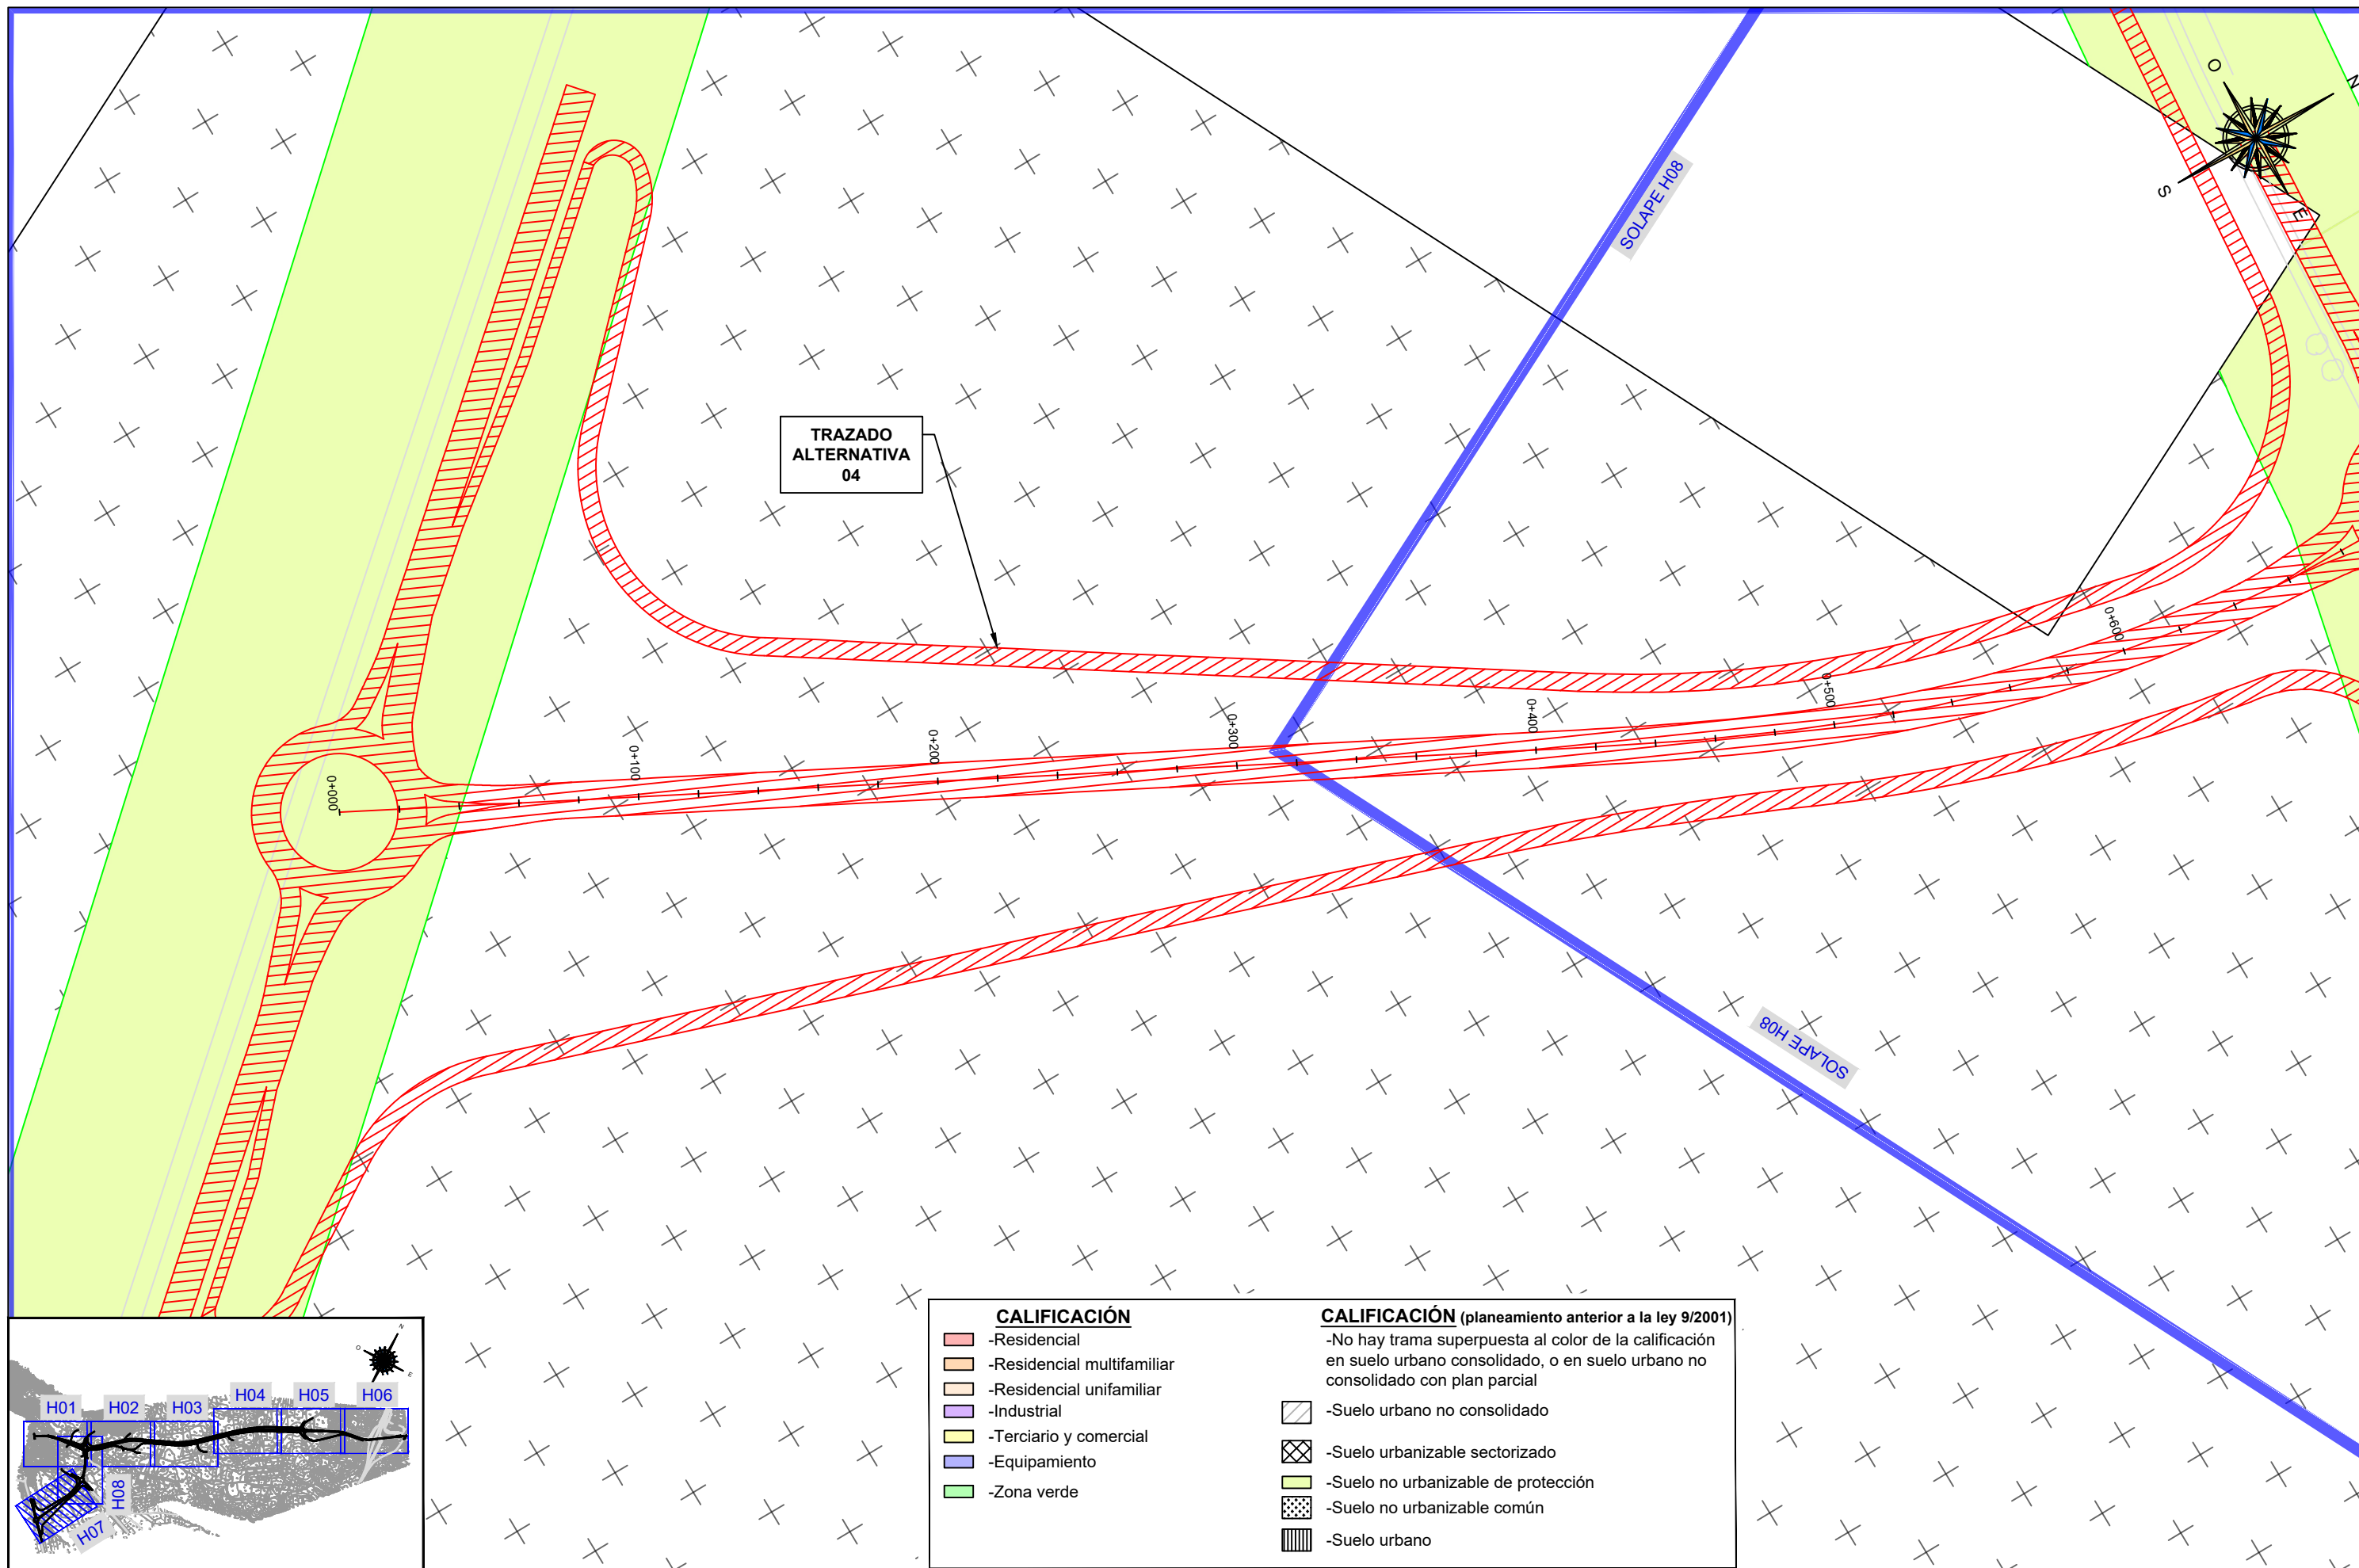 O
N
S
E
SOLAPE H08
TRAZADO
ALTERNATIVA
04
0+000
0+100
0+200
0+300
0+400
0+500
0+600
SOLAPE H08
CALIFICACIÓN
-Residencial
-Residencial multifamiliar
-Residencial unifamiliar
-Industrial
-Terciario y comercial
-Equipamiento
-Zona verde
CALIFICACIÓN (planeamiento anterior a la ley 9/2001)
-No hay trama superpuesta al color de la calificación
en suelo urbano consolidado, o en suelo urbano no
consolidado con plan parcial
-Suelo urbano no consolidado
-Suelo urbanizable sectorizado
-Suelo no urbanizable de protección
-Suelo no urbanizable común
-Suelo urbano
N
O
E
H01
H02
H03
H04
H05
H06
H08
H07